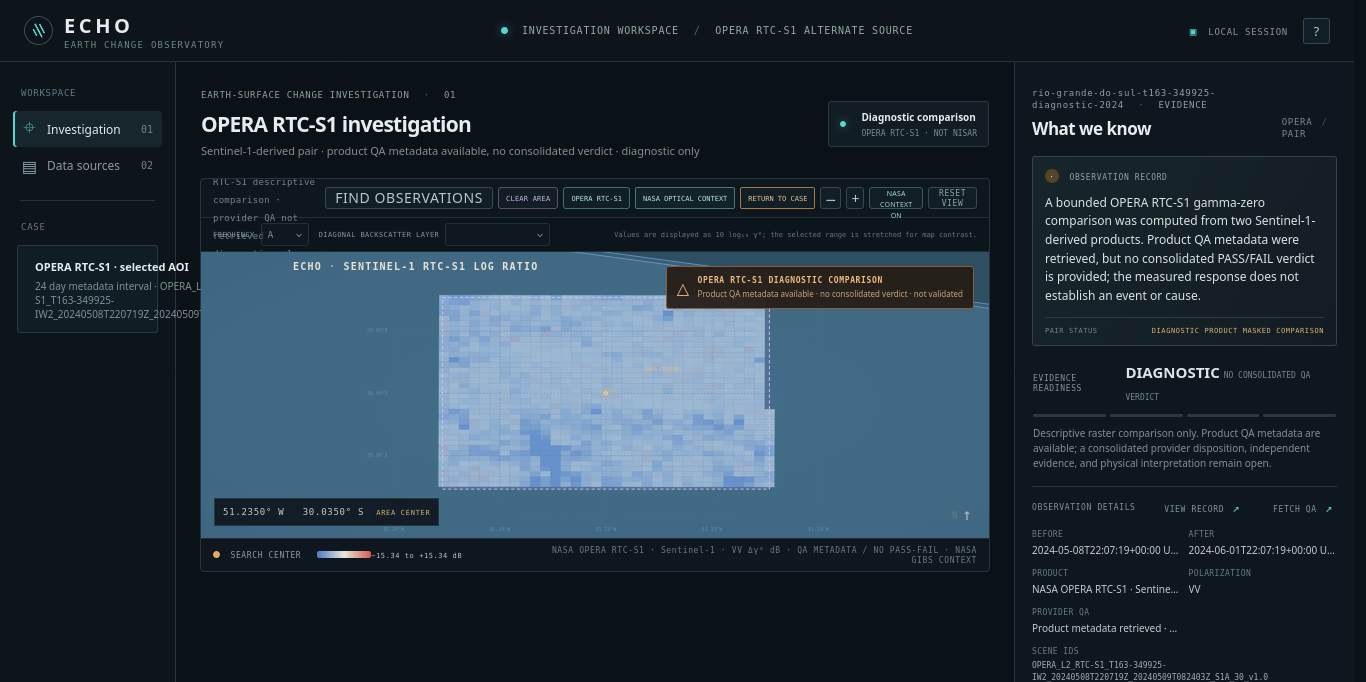 ECHO
EARTH CHANGE OBSERVATORY
INVESTIGATION WORKSPACE / OPERA RTC-S1 ALTERNATE SOURCE
LOCAL SESSION
?
WORKSPACE
Investigation 01
Data sources 02
CASE
OPERA RTC-S1 · selected AOI
24 day metadata interval · OPERA_L
S1_T163-349925-
IW2_20240508T220719Z_20240509T
EARTH-SURFACE CHANGE INVESTIGATION · 01
OPERA RTC-S1 investigation
Sentinel-1-derived pair · product QA metadata available, no consolidated verdict · diagnostic only
Diagnostic comparison
OPERA RTC-S1 · NOT NISAR
RTC-S1 descriptive
comparison ·
provider QA not
retrieved
FIND OBSERVATIONS
CLEAR AREA
OPERA RTC-S1
NASA OPTICAL CONTEXT
RETURN TO CASE
—
+
NASA
CONTEXT
ON
RESET
VIEW
FREQUENCY A
DIAGONAL BACKSCATTER LAYER
Values are displayed as 10 log₁₀ γ⁰; the selected range is stretched for map contrast.
ECHO · SENTINEL-1 RTC-S1 LOG RATIO
OPERA RTC-S1 DIAGNOSTIC COMPARISON
Product QA metadata available · no consolidated verdict · not validated
51.2350° W 30.0350° S AREA CENTER
N ↑
SEARCH CENTER
−15.34 to +15.34 dB
NASA OPERA RTC-S1 · Sentinel-1 · VV Δγ⁰ dB · QA METADATA / NO PASS-FAIL · NASA
GIBS CONTEXT
rio-grande-do-sul-t163-349925-
diagnostic-2024 · EVIDENCE
What we know
OPERA /
PAIR
OBSERVATION RECORD
A bounded OPERA RTC-S1 gamma-zero
comparison was computed from two Sentinel-1-
derived products. Product QA metadata were
retrieved, but no consolidated PASS/FAIL verdict
is provided; the measured response does not
establish an event or cause.
PAIR STATUS
DIAGNOSTIC PRODUCT MASKED COMPARISON
EVIDENCE
READINESS
DIAGNOSTIC NO CONSOLIDATED QA
VERDICT
Descriptive raster comparison only. Product QA metadata are
available; a consolidated provider disposition, independent
evidence, and physical interpretation remain open.
OBSERVATION DETAILS
VIEW RECORD ↗
FETCH QA ↗
BEFORE
2024-05-08T22:07:19+00:00 U...
AFTER
2024-06-01T22:07:19+00:00 U...
PRODUCT
NASA OPERA RTC-S1 · Sentine...
POLARIZATION
VV
PROVIDER QA
Product metadata retrieved · ...
SCENE IDS
OPERA_L2_RTC-S1_T163-349925-
IW2_20240508T220719Z_20240509T082403Z_S1A_30_v1.0